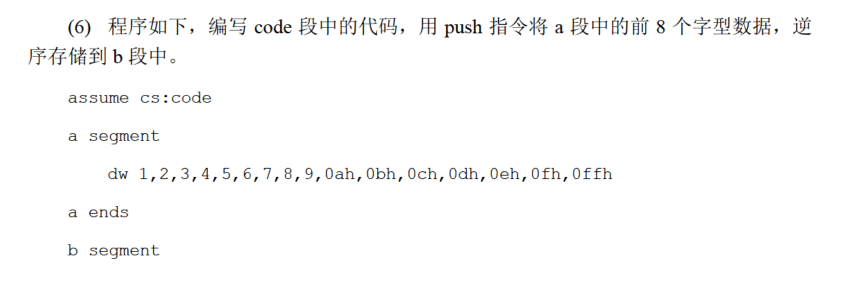 (6) 程序如下，编写 code 段中的代码，用 push 指令将 a 段中的前 8 个字型数据，逆
序存储到 b 段中。
assume cs:code
a segment
dw 1,2,3,4,5,6,7,8,9,0ah,0bh,0ch,0dh,0eh,0fh,0ffh
a ends
b segment